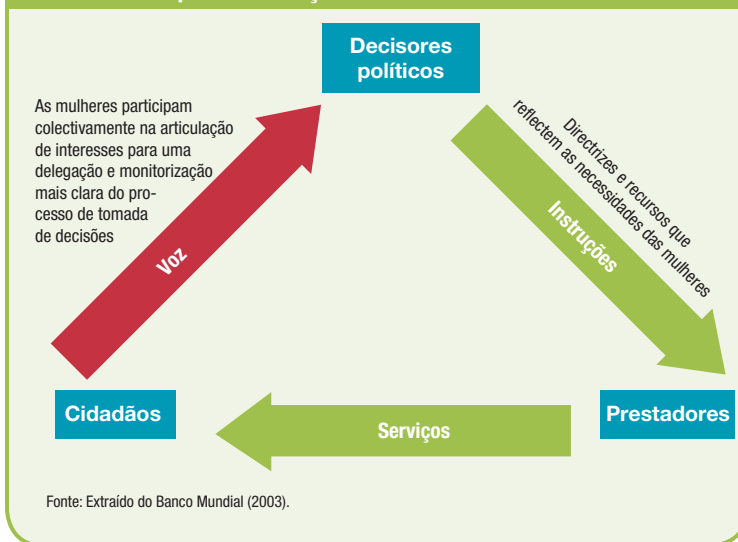 Decisores
políticos
As mulheres participam
colectivamente na articulação
de interesses para uma
delegação e monitorização
mais clara do pro-
cesso de tomada
de decisões
Voz
Directrizes e recursos que
reflectem as necessidades das mulheres
Instruções
Cidadãos
Serviços
Prestadores
Fonte: Extraído do Banco Mundial (2003).